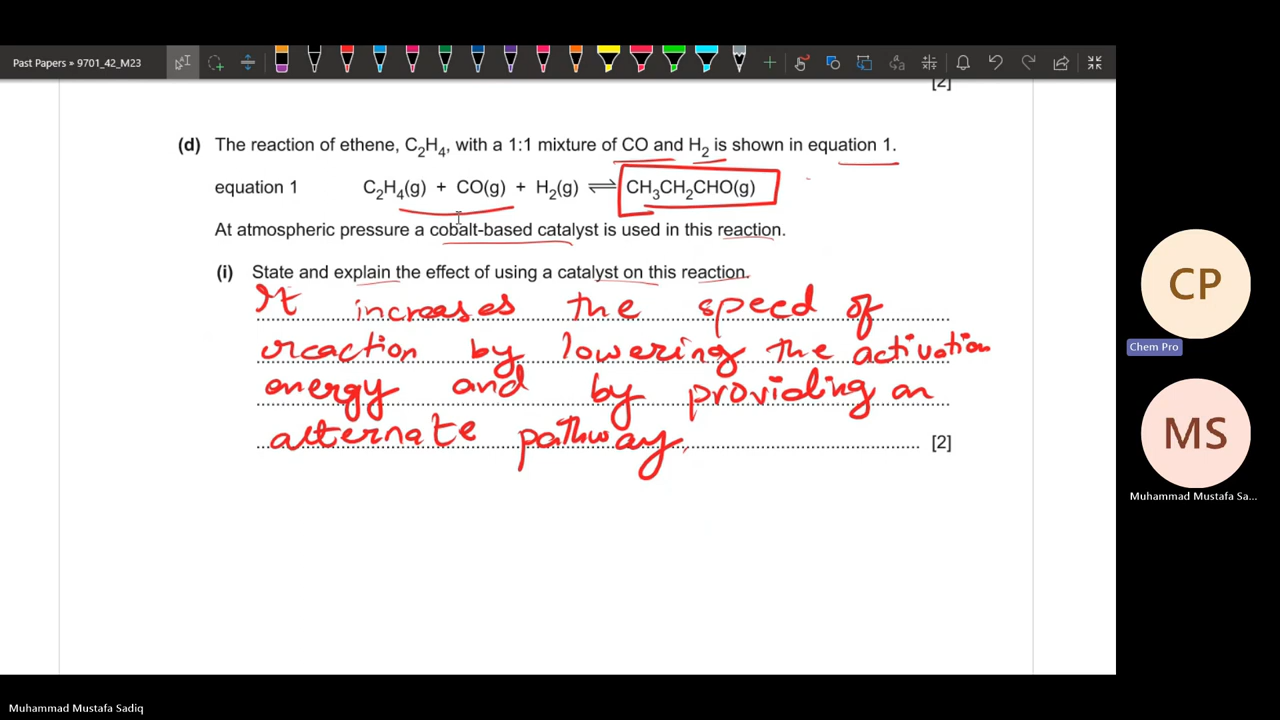 Past Papers » 9701_42_M23
[2]
(d) The reaction of ethene, C₂H₄, with a 1:1 mixture of CO and H₂ is shown in equation 1.
equation 1 C₂H₄(g) + CO(g) + H₂(g) ⇌ CH₃CH₂CHO(g)
At atmospheric pressure a cobalt-based catalyst is used in this reaction.
(i) State and explain the effect of using a catalyst on this reaction.
It increases the speed of
reaction by lowering the activation
energy and by providing an
alternate pathway.
[2]
CP
Chem Pro
MS
Muhammad Mustafa Sa...
Muhammad Mustafa Sadiq